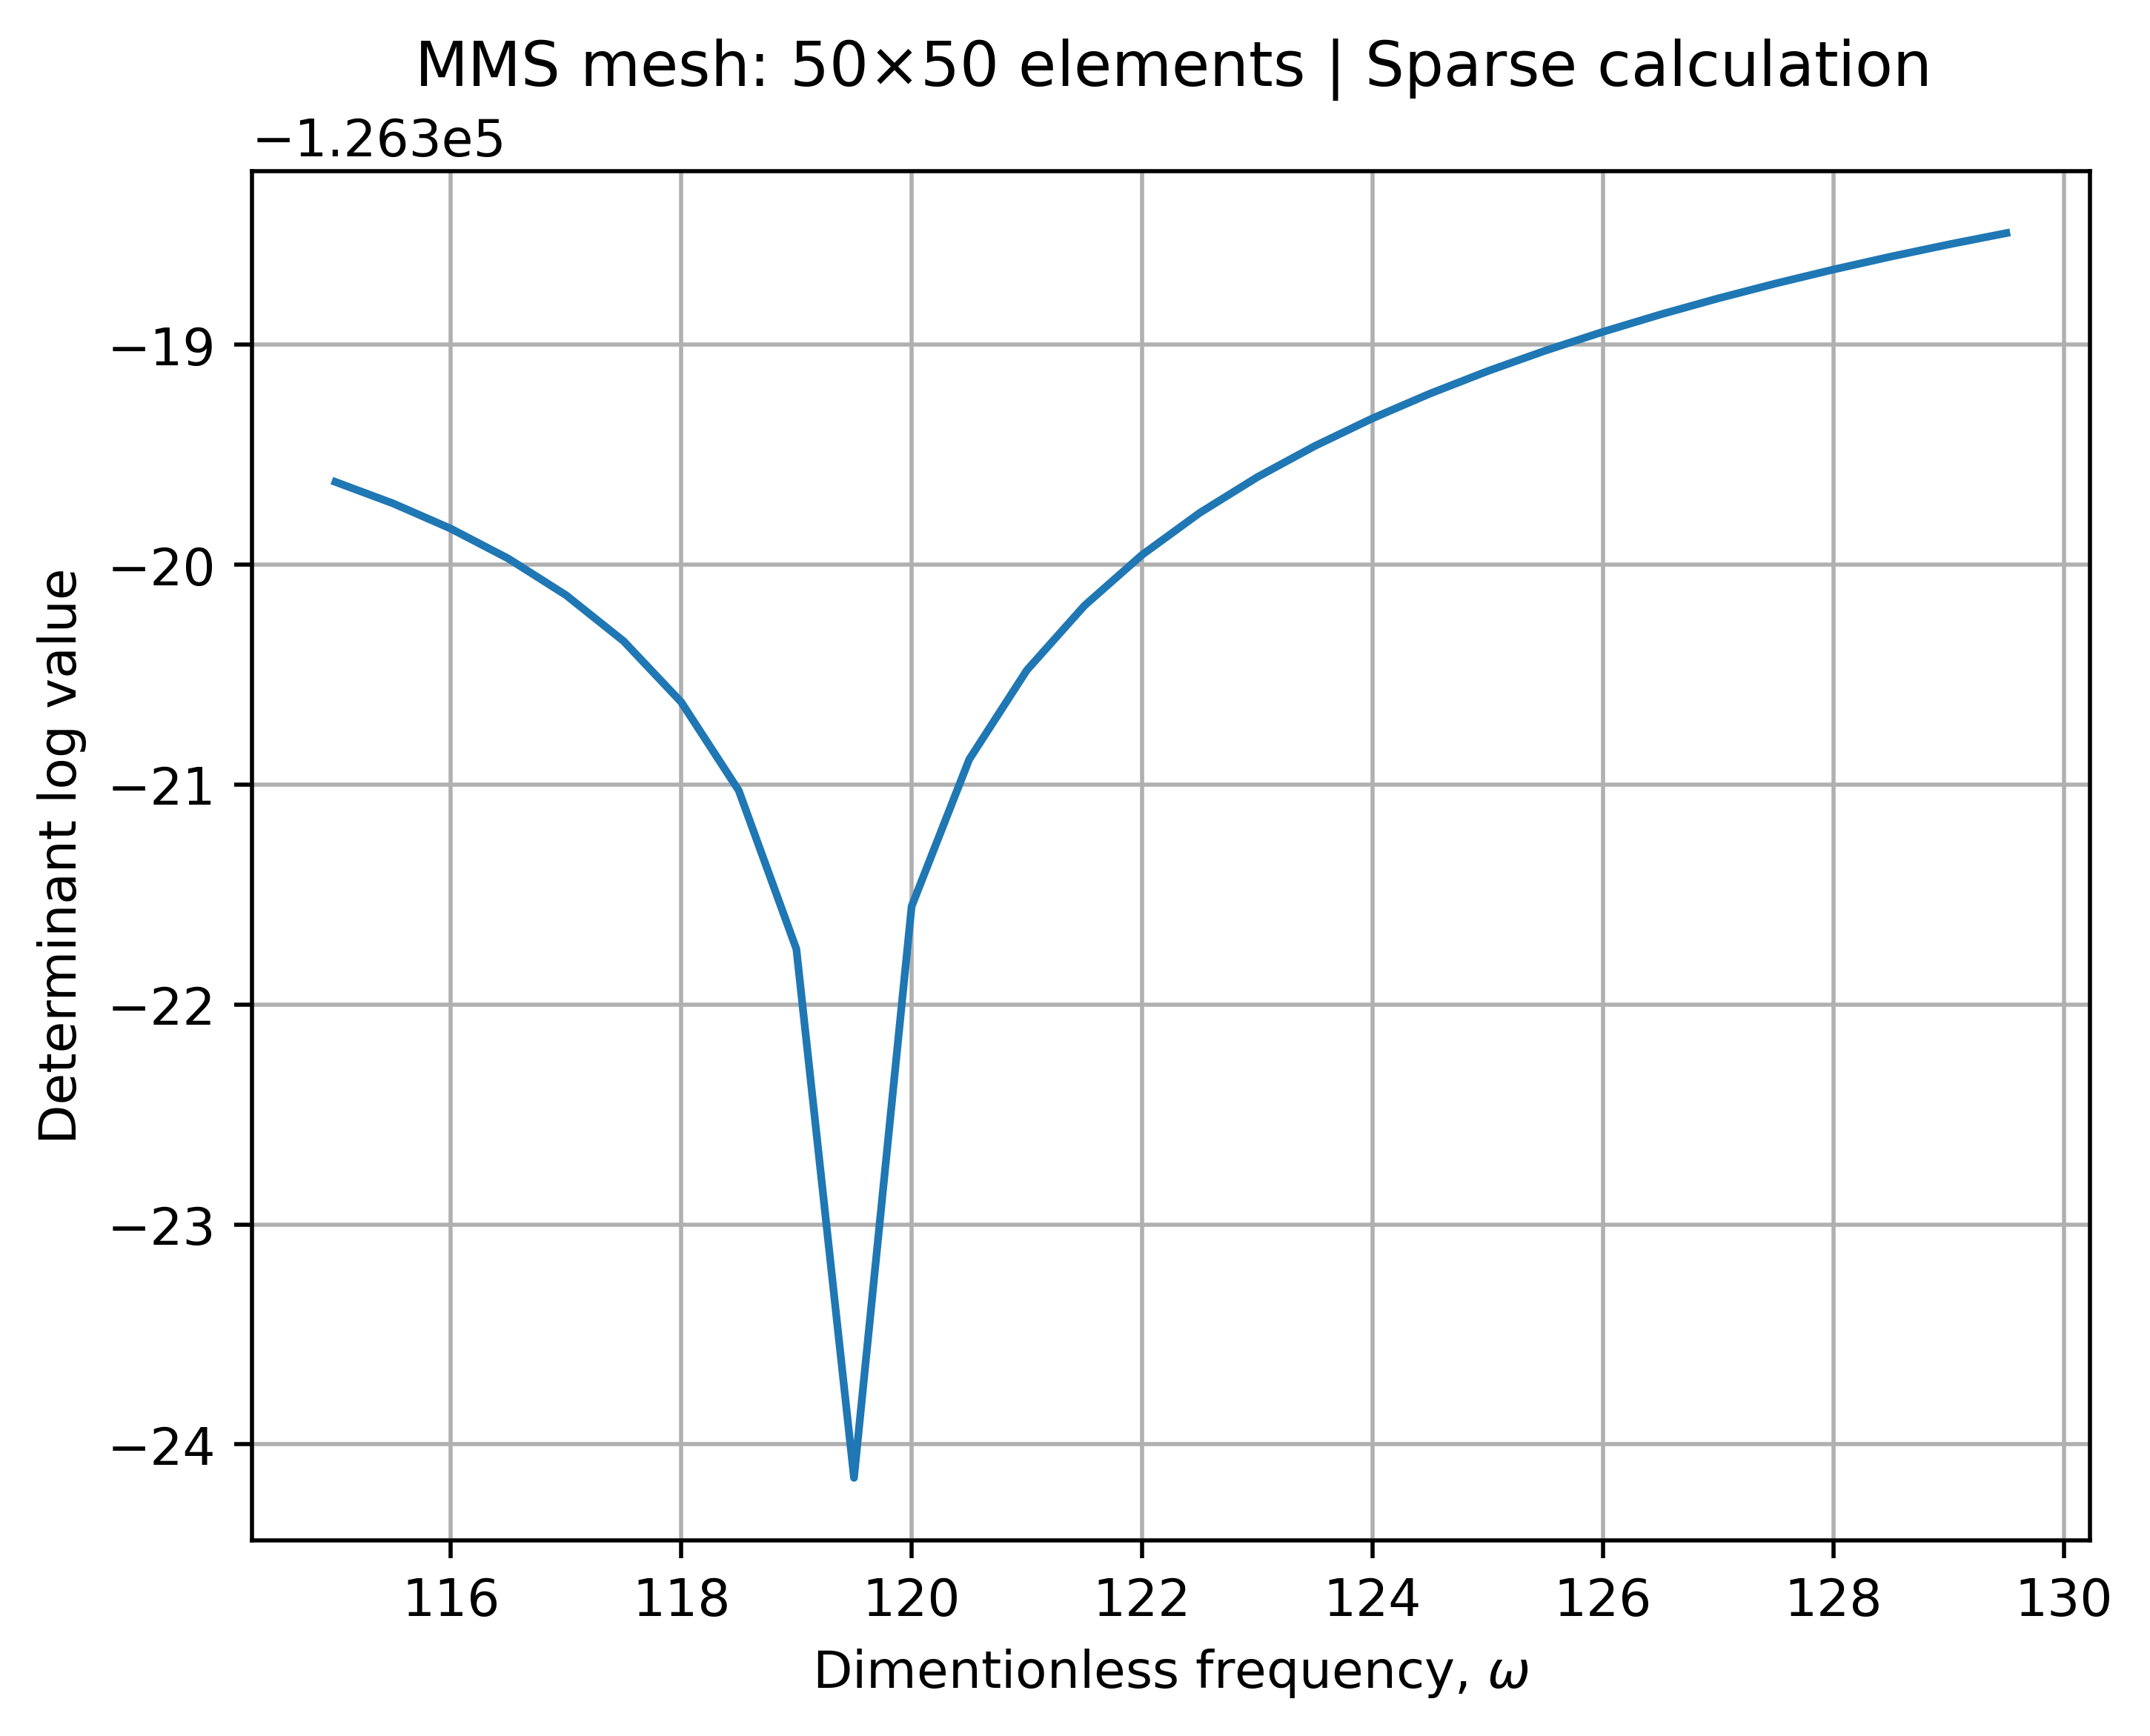 MMS mesh: 50×50 elements | Sparse calculation
−1.263e5
−19
−20
−21
−22
−23
−24
Determinant log value
116 118 120 122 124 126 128 130
Dimentionless frequency, ω